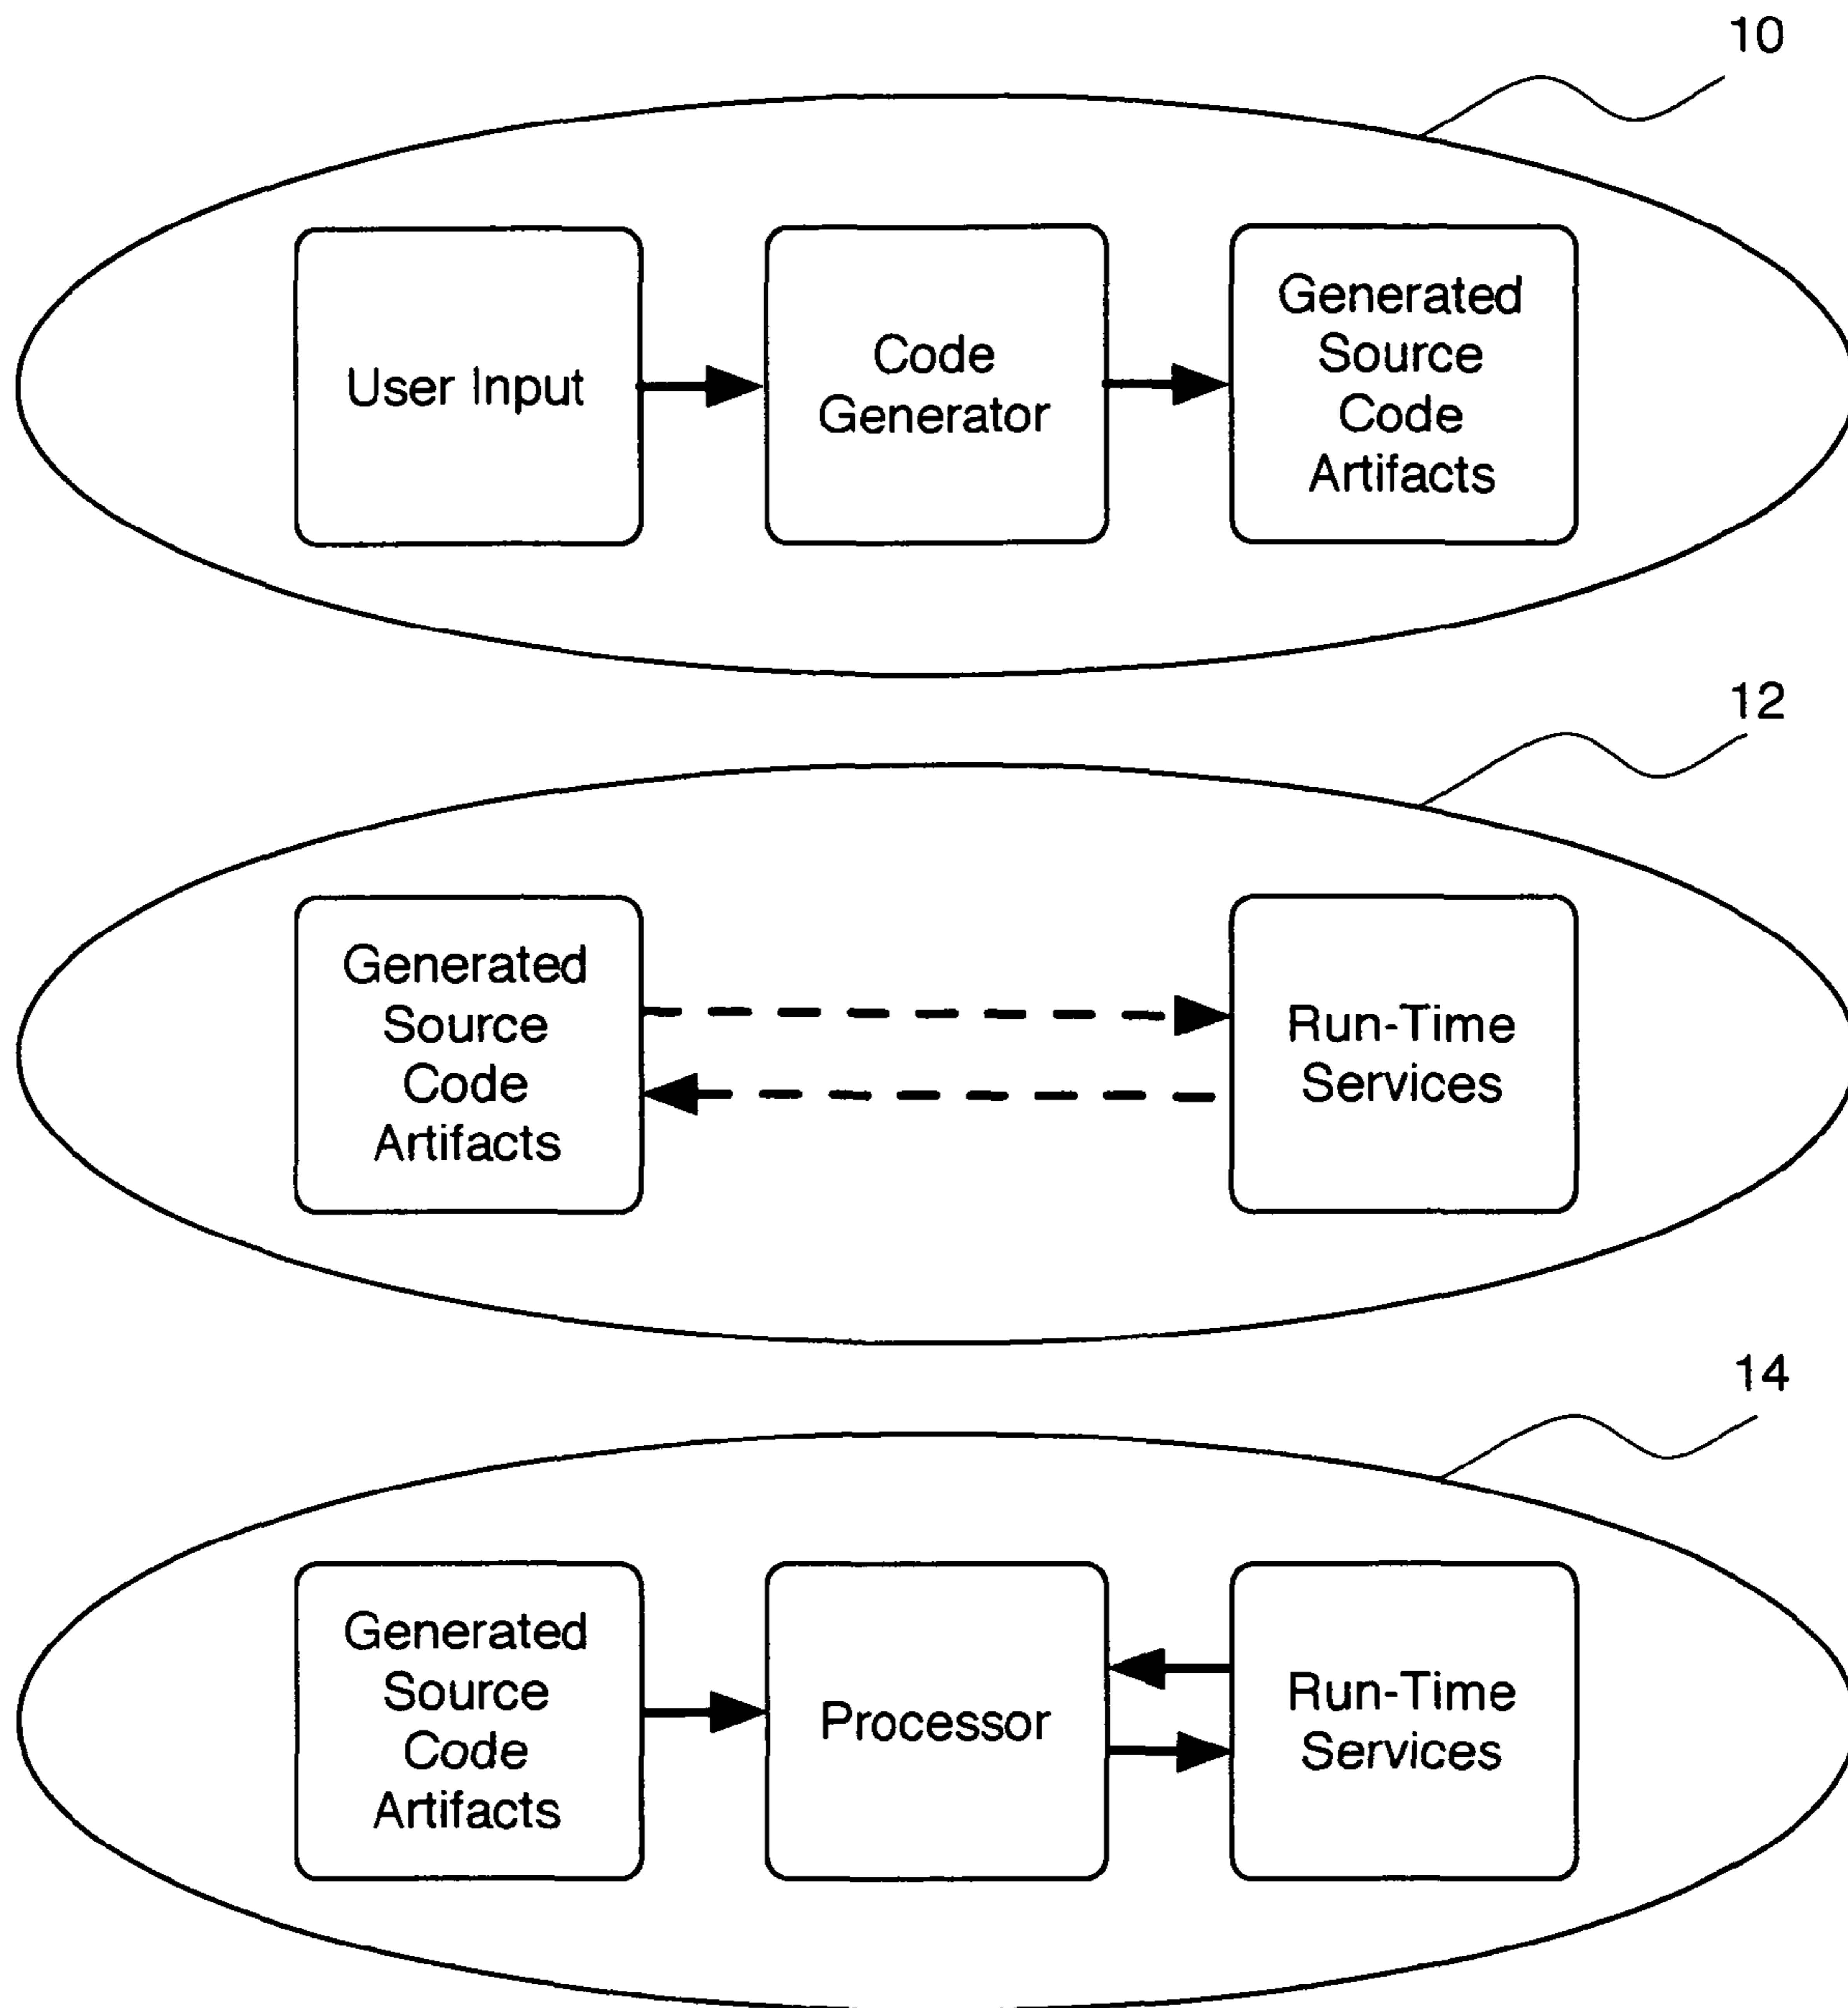 10
User Input
Code
Generator
Generated
Source
Code
Artifacts
12
Generated
Source
Code
Artifacts
Run-Time
Services
14
Generated
Source
Code
Artifacts
Processor
Run-Time
Services